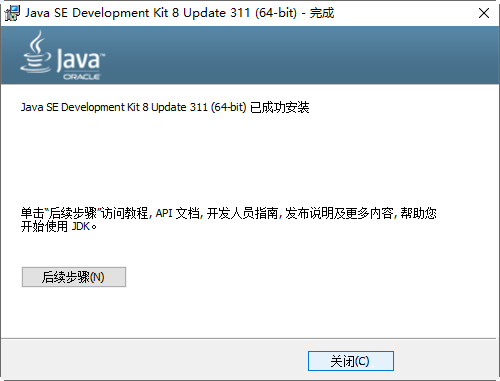 Java SE Development Kit 8 Update 311 (64-bit) - 完成
Java
ORACLE
Java SE Development Kit 8 Update 311 (64-bit) 已成功安装
单击“后续步骤”访问教程, API 文档, 开发人员指南, 发布说明及更多内容, 帮助您
开始使用 JDK。
后续步骤(N)
关闭(C)